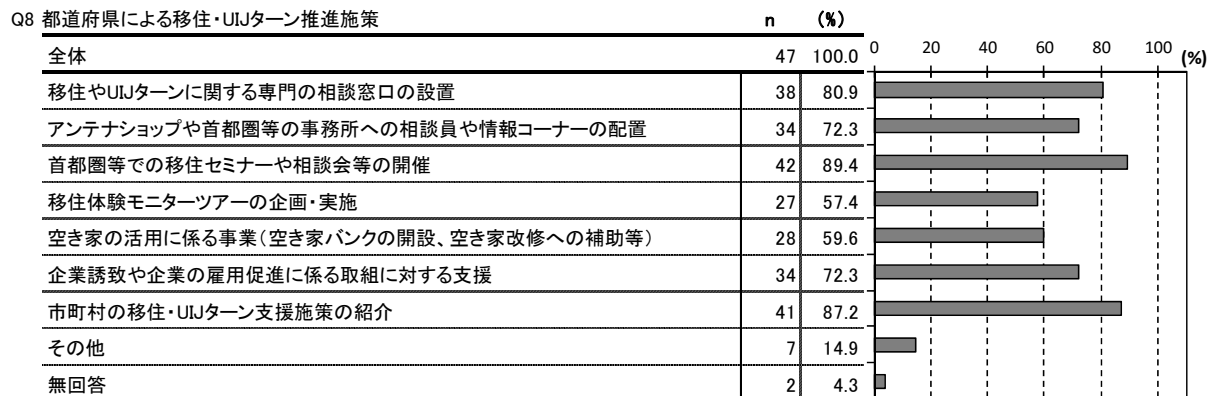 Q8 都道府県による移住・UIJターン推進施策 n (%)
全体 47 100.0
0 20 40 60 80 100 (%)
移住やUIJターンに関する専門の相談窓口の設置 38 80.9
アンテナショップや首都圏等の事務所への相談員や情報コーナーの配置 34 72.3
首都圏等での移住セミナーや相談会等の開催 42 89.4
移住体験モニターツアーの企画・実施 27 57.4
空き家の活用に係る事業(空き家バンクの開設、空き家改修への補助等) 28 59.6
企業誘致や企業の雇用促進に係る取組に対する支援 34 72.3
市町村の移住・UIJターン支援施策の紹介 41 87.2
その他 7 14.9
無回答 2 4.3